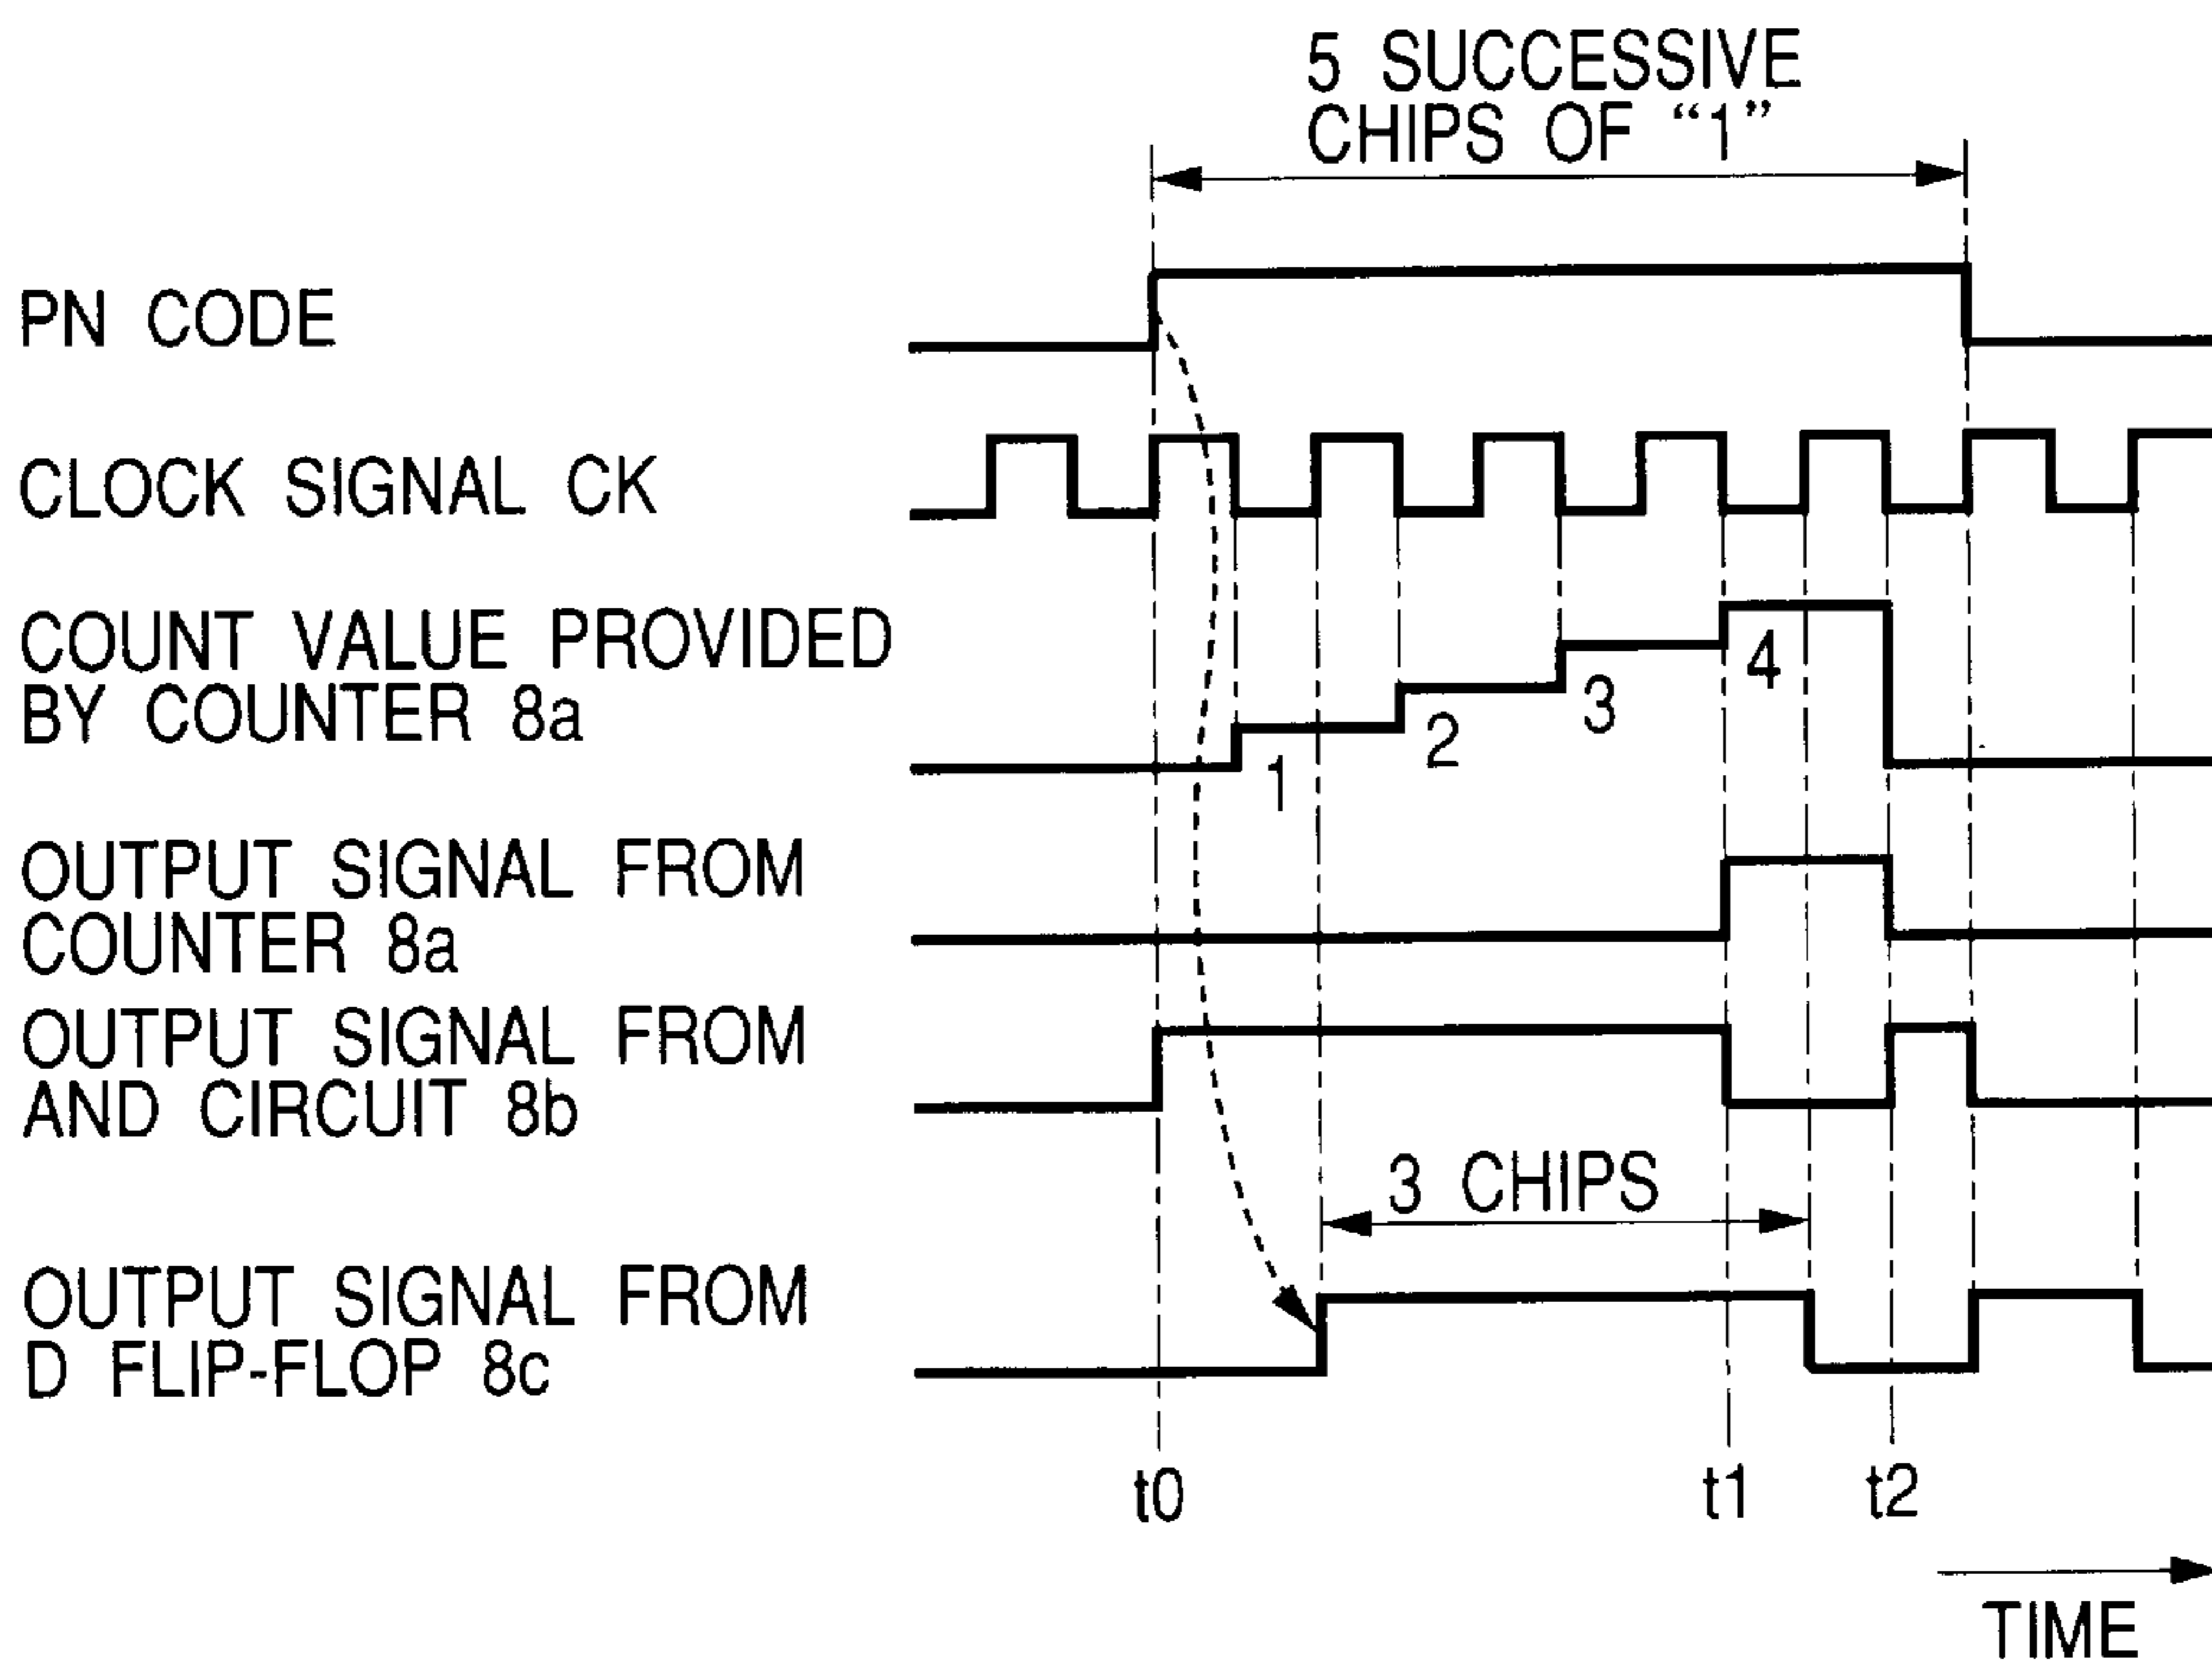 5 SUCCESSIVE
CHIPS OF “1”
PN CODE
CLOCK SIGNAL CK
COUNT VALUE PROVIDED
BY COUNTER 8a
1
2
3
4
OUTPUT SIGNAL FROM
COUNTER 8a
OUTPUT SIGNAL FROM
AND CIRCUIT 8b
3 CHIPS
OUTPUT SIGNAL FROM
D FLIP-FLOP 8c
t0
t1
t2
TIME